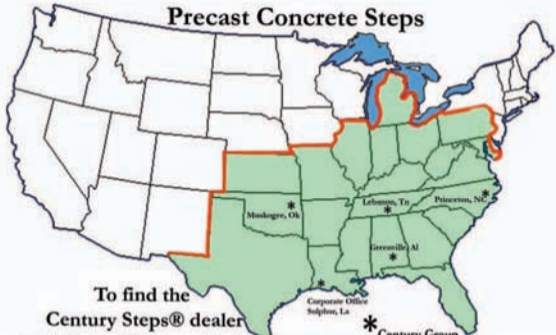 Precast Concrete Steps
Muskogee, Ok
Lebanon, Tn
Princeton, NC
Greenville, Al
Corporate Office
Sulphur, La
To find the
Century Steps® dealer
* Century Group